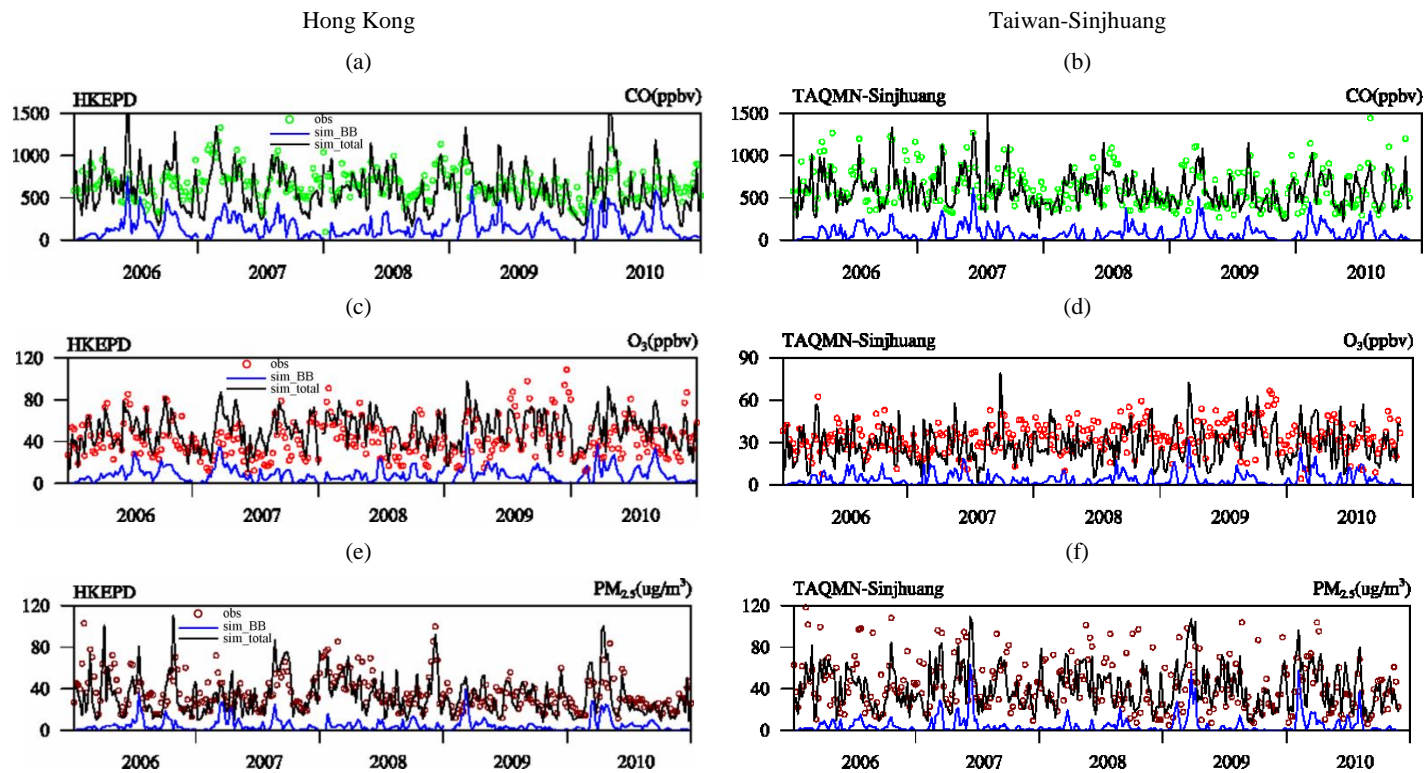 Hong Kong
Taiwan-Sinjhuang
(a)
(b)
HKEPD
CO(ppbv)
TAQMN-Sinjhuang
CO(ppbv)
1500
1000
500
0
obs
sim_BB
sim_total
2006
2007
2008
2009
2010
1500
1000
500
0
2006
2007
2008
2009
2010
(c)
(d)
HKEPD
O3(ppbv)
TAQMN-Sinjhuang
O3(ppbv)
120
80
40
0
obs
sim_BB
sim_total
2006
2007
2008
2009
2010
90
60
30
0
2006
2007
2008
2009
2010
(e)
(f)
HKEPD
PM2.5(ug/m³)
TAQMN-Sinjhuang
PM2.5(ug/m³)
120
80
40
0
obs
sim_BB
sim_total
2006
2007
2008
2009
2010
120
80
40
0
2006
2007
2008
2009
2010